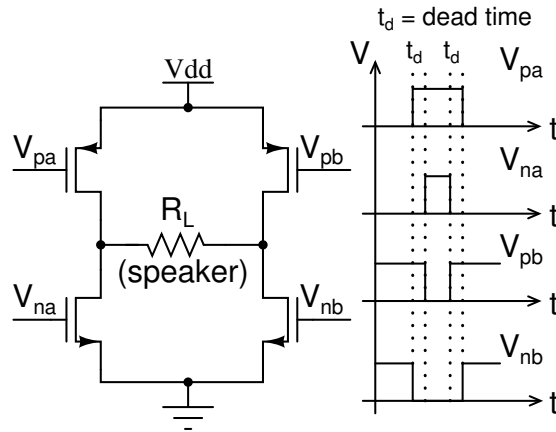 t_d = dead time
Vdd
V
t_d t_d
V_pa
V_pa
V_pb
t
V_na
R_L
(speaker)
t
V_na
V_nb
V_pb
t
V_nb
t